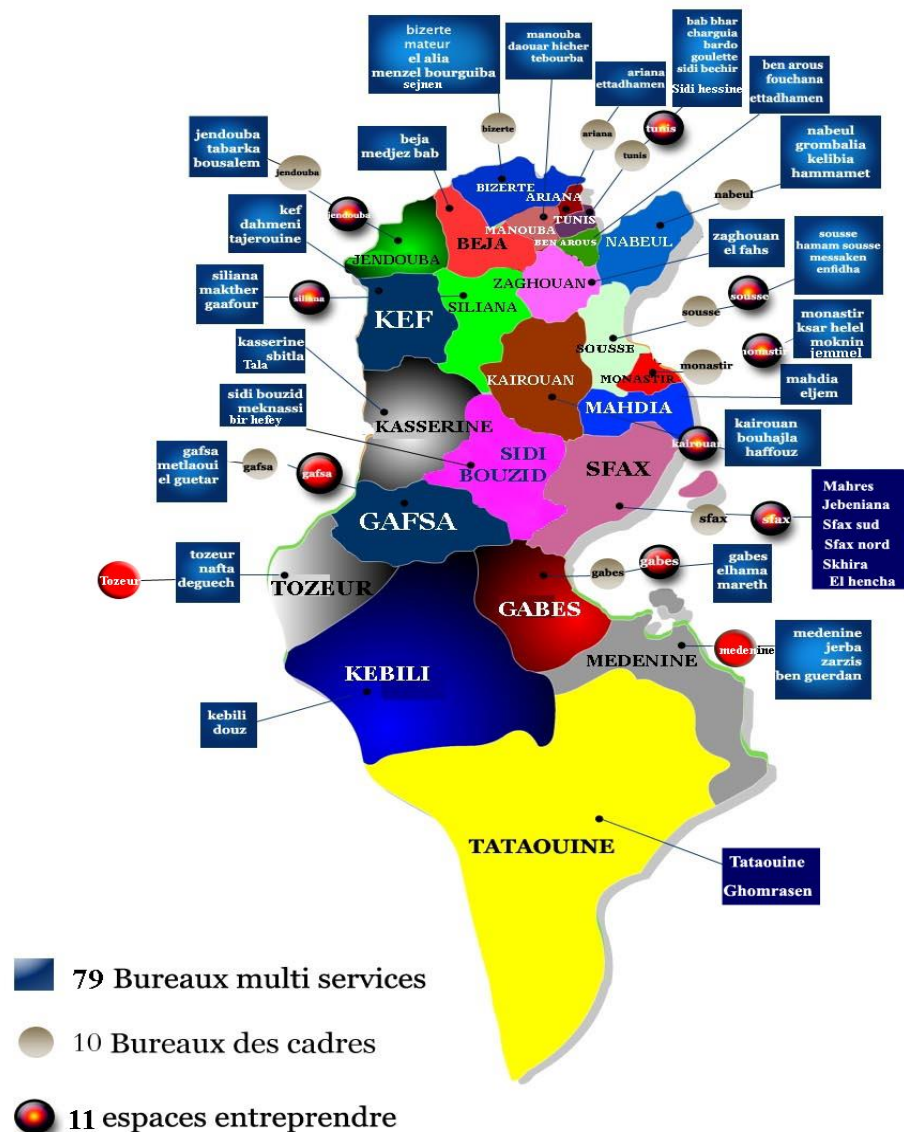 bizerte
mateur
el alia
menzel bourguiba
sejnen
manouba
daouar hicher
tebourba
ariana
ettadhamen
bab bhar
charguia
bardo
goulette
sidi bechir
Sidi hessine
ben arous
fouchana
ettadhamen
jendouba
tabarka
bousalem
jendouba
beja
medjez bab
bizerte
ariana
tunis
tunis
nabeul
grombalia
kelibia
hammamet
nabeul
kef
dahmeni
tajerouine
jendouba
BIZERTE
ARIANA
TUNIS
MANOUBA
BEN AROUS
BEJA
JENDOUBA
NABEUL
zaghouan
el fahs
sousse
hamam sousse
messaken
enfidha
siliana
makther
gaafour
siliana
KEF
SILIANA
ZAGHOUAN
sousse
sousse
monastir
ksar helel
moknin
jemmel
monastir
monastir
kasserine
sbitla
Tala
SOUSSE
MONASTIR
KAIROUAN
mahdia
eljem
sidi bouzid
meknassi
bir hefey
KASSERINE
MAHDIA
kairouan
kairouan
bouhajla
haffouz
gafsa
metlaoui
el guetar
gafsa
gafsa
SIDI
BOUZID
SFAX
GAFSA
sfax
sfax
Mahres
Jebeniana
Sfax sud
Sfax nord
Skhira
El hencha
Tozeur
tozeur
nafta
deguech
TOZEUR
GABES
gabes
gabes
gabes
elhama
mareth
KEBILI
MEDENINE
medenine
medenine
jerba
zarzis
ben guerdan
kebili
douz
TATAOUINE
Tataouine
Ghomrasen
79 Bureaux multi services
10 Bureaux des cadres
11 espaces entreprendre